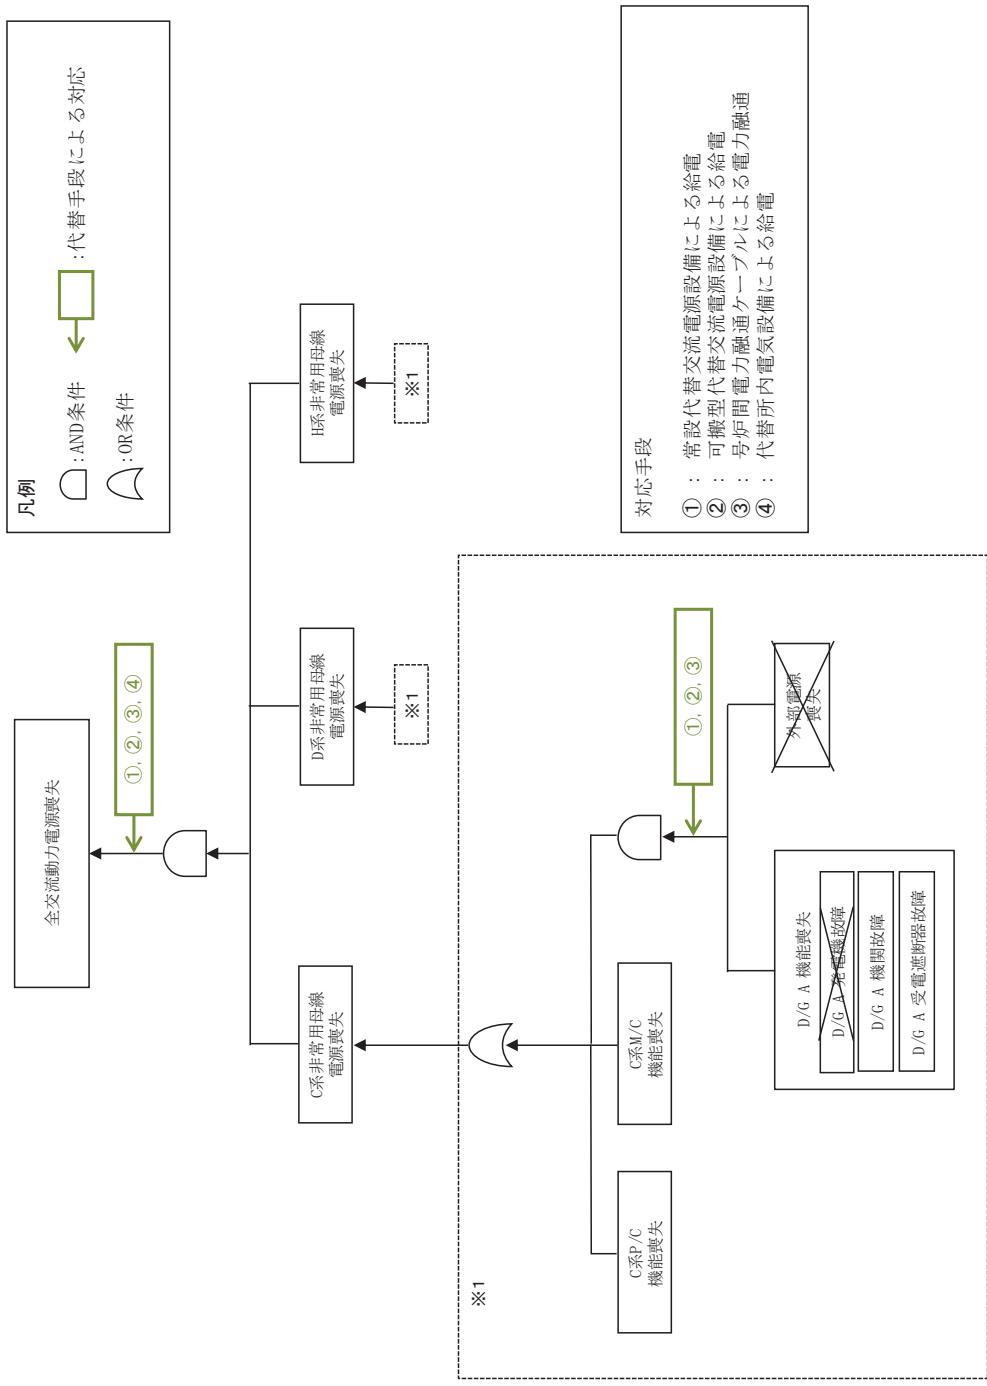 全交流動力電源喪失
①, ②, ③, ④
C系非常用母線
電源喪失
D系非常用母線
電源喪失
H系非常用母線
電源喪失
※1
※1
※1
C系P/C
機能喪失
C系M/C
機能喪失
①, ②, ③
D/G A 機能喪失
D/G A 発電機故障
D/G A 機関故障
D/G A 受電遮断器故障
外部電源
喪失
凡例
:AND条件
:代替手段による対応
:OR条件
対応手段
① : 常設代替交流電源設備による給電
② : 可搬型代替交流電源設備による給電
③ : 号炉間電力融通ケーブルによる電力融通
④ : 代替所内電気設備による給電